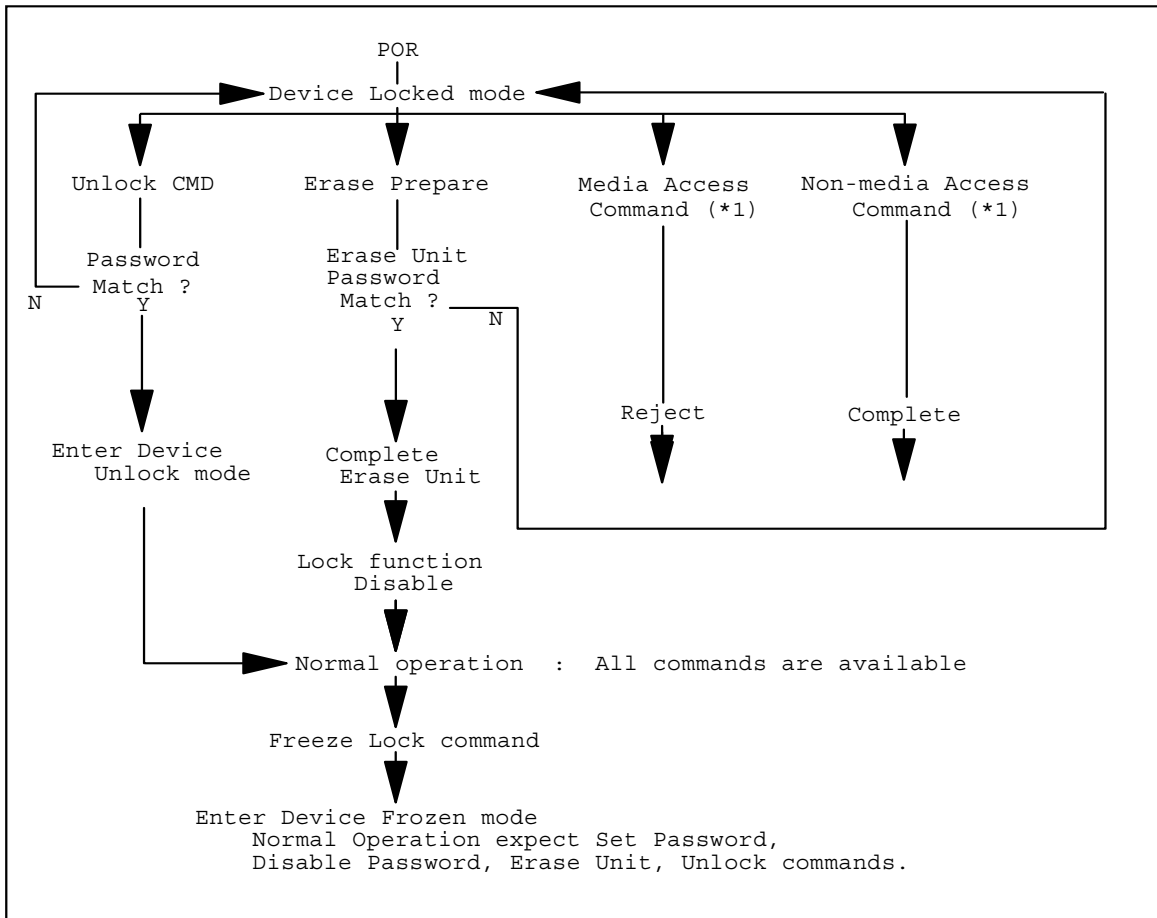 POR
Device Locked mode
Unlock CMD
Erase Prepare
Media Access
Command (*1)
Non-media Access
Command (*1)
Password
Match ?
N
Y
Erase Unit
Password
Match ?
N
Y
Reject
Complete
Enter Device
Unlock mode
Complete
Erase Unit
Lock function
Disable
Normal operation : All commands are available
Freeze Lock command
Enter Device Frozen mode
Normal Operation expect Set Password,
Disable Password, Erase Unit, Unlock commands.